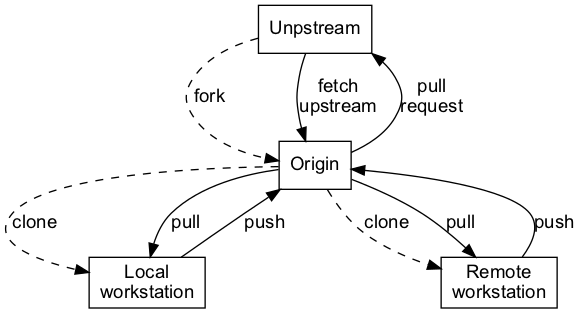 Unpstream
fork
fetch
upstream
pull
request
Origin
clone
pull
push
clone
pull
push
Local
workstation
Remote
workstation